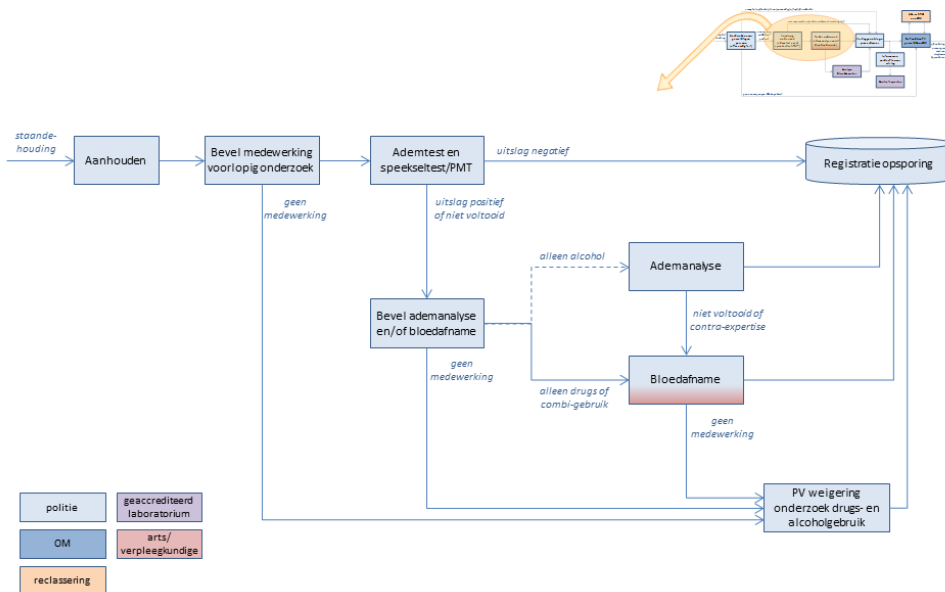 staande-
houding
Aanhouden
Bevel medewerking
voorlopig onderzoek
Ademtest en
speekseltest/PMT
uitslag negatief
Registratie opsporing
geen
medewerking
uitslag positief
of niet voltooid
alleen alcohol
Ademanalyse
Bevel ademanalyse
en/of bloedafname
niet voltooid of
contra-expertise
geen
medewerking
alleen drugs of
combi-gebruik
Bloedafname
geen
medewerking
PV weigering
onderzoek drugs- en
alcoholgebruik
politie
geaccrediteerd
laboratorium
OM
arts/
verpleegkundige
reclassering